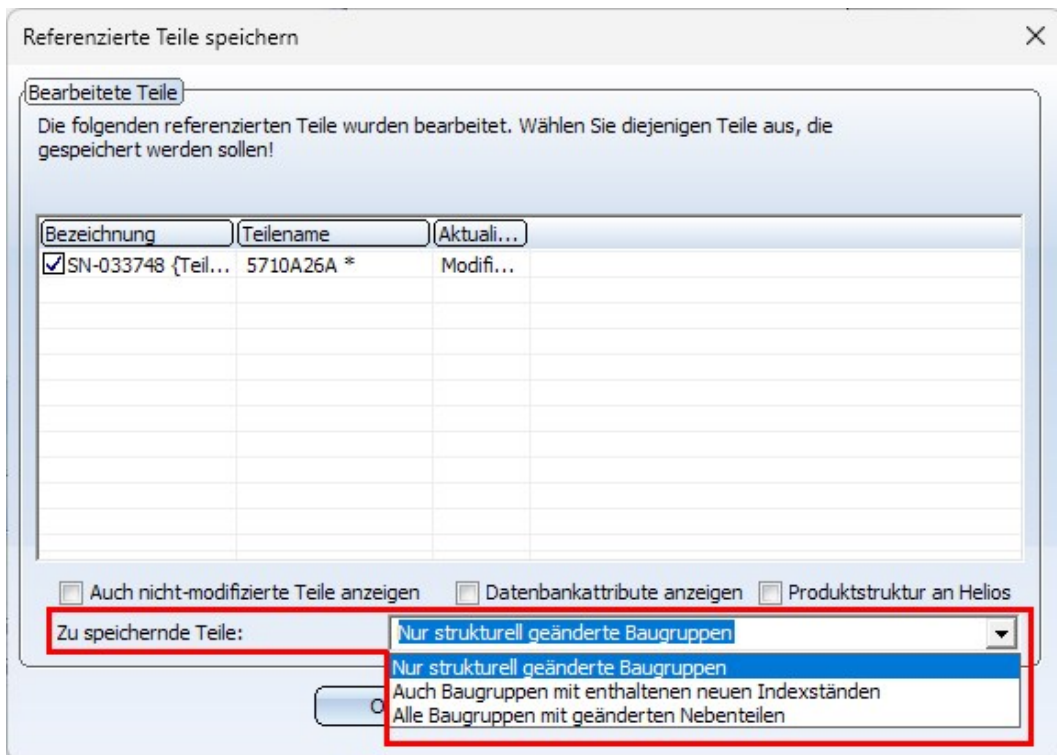 Referenzierte Teile speichern
Bearbeitete Teile
Die folgenden referenzierten Teile wurden bearbeitet. Wählen Sie diejenigen Teile aus, die
gespeichert werden sollen!
Bezeichnung Teilename Aktuali...
SN-033748 {Teil... 5710A26A * Modifi...
Auch nicht-modifizierte Teile anzeigen Datenbankattribute anzeigen Produktstruktur an Helios
Zu speichernde Teile: Nur strukturell geänderte Baugruppen
Nur strukturell geänderte Baugruppen
Auch Baugruppen mit enthaltenen neuen Indexständen
Alle Baugruppen mit geänderten Nebenteilen